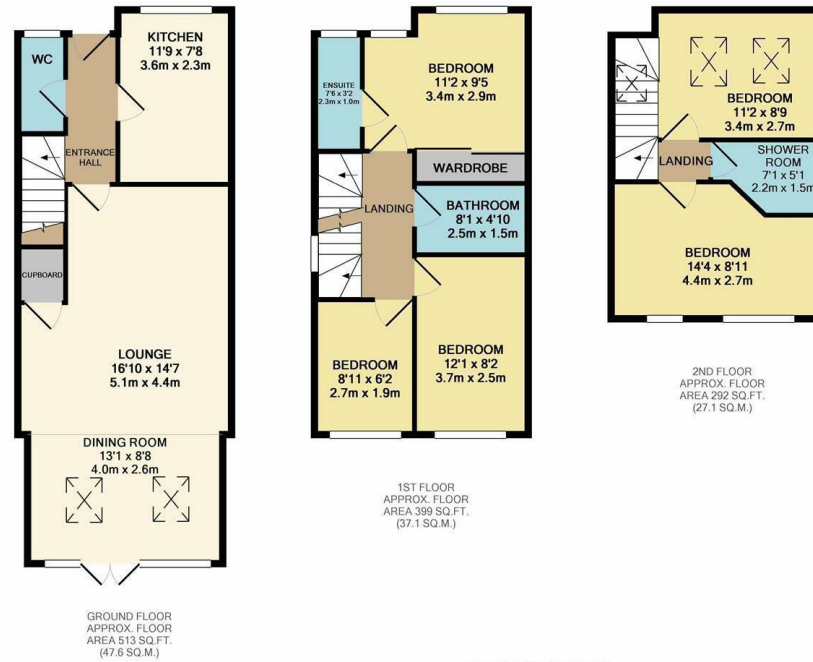 WC
KITCHEN
11'9 x 7'8
3.6m x 2.3m
ENTRANCE
HALL
CUPBOARD
LOUNGE
16'10 x 14'7
5.1m x 4.4m
DINING ROOM
13'1 x 8'8
4.0m x 2.6m
GROUND FLOOR
APPROX. FLOOR
AREA 513 SQ.FT.
(47.6 SQ.M.)
ENSUITE
7'6 x 3'2
2.3m x 1.0m
BEDROOM
11'2 x 9'5
3.4m x 2.9m
WARDROBE
LANDING
BATHROOM
8'1 x 4'10
2.5m x 1.5m
BEDROOM
8'11 x 6'2
2.7m x 1.9m
BEDROOM
12'1 x 8'2
3.7m x 2.5m
1ST FLOOR
APPROX. FLOOR
AREA 399 SQ.FT.
(37.1 SQ.M.)
BEDROOM
11'2 x 8'9
3.4m x 2.7m
LANDING
SHOWER
ROOM
7'1 x 5'1
2.2m x 1.5m
BEDROOM
14'4 x 8'11
4.4m x 2.7m
2ND FLOOR
APPROX. FLOOR
AREA 292 SQ.FT.
(27.1 SQ.M.)